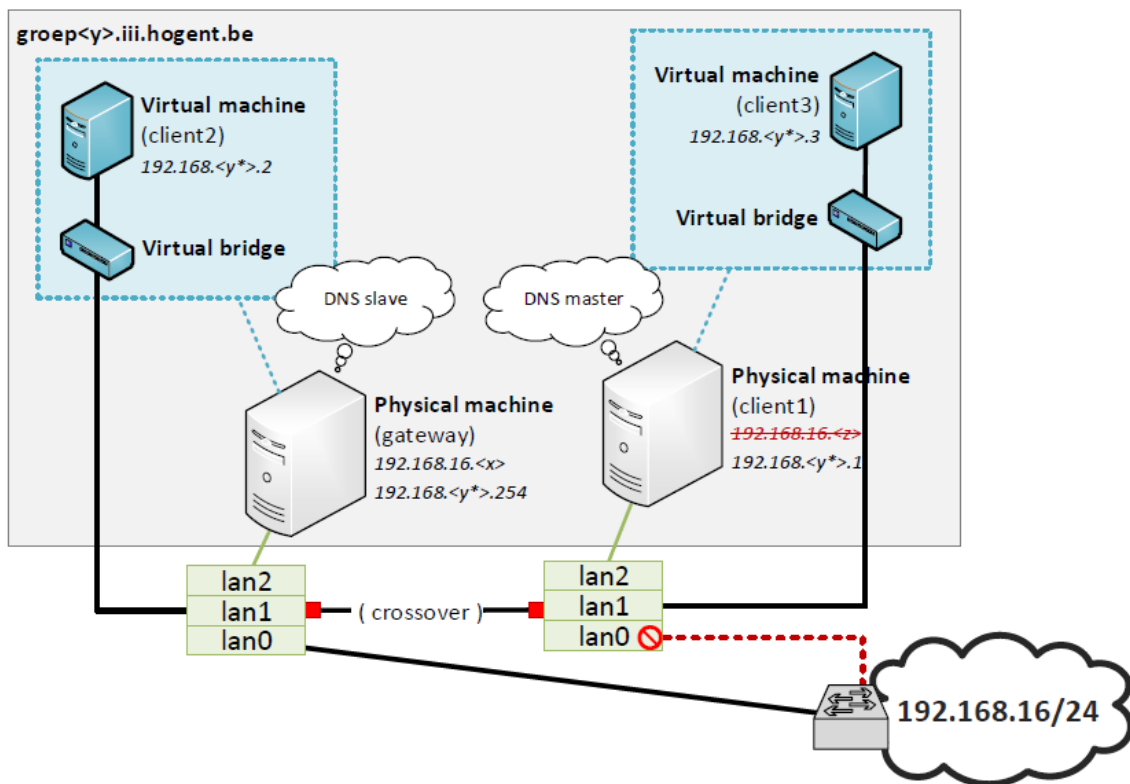 groep<y>.iii.hogent.be
Virtual machine
(client2)
192.168.<y*>.2
Virtual bridge
Virtual machine
(client3)
192.168.<y*>.3
Virtual bridge
DNS slave
DNS master
Physical machine
(gateway)
192.168.16.<x>
192.168.<y*>.254
Physical machine
(client1)
192.168.16.<z>
192.168.<y*>.1
lan2
lan1
lan0
( crossover )
lan2
lan1
lan0
192.168.16/24